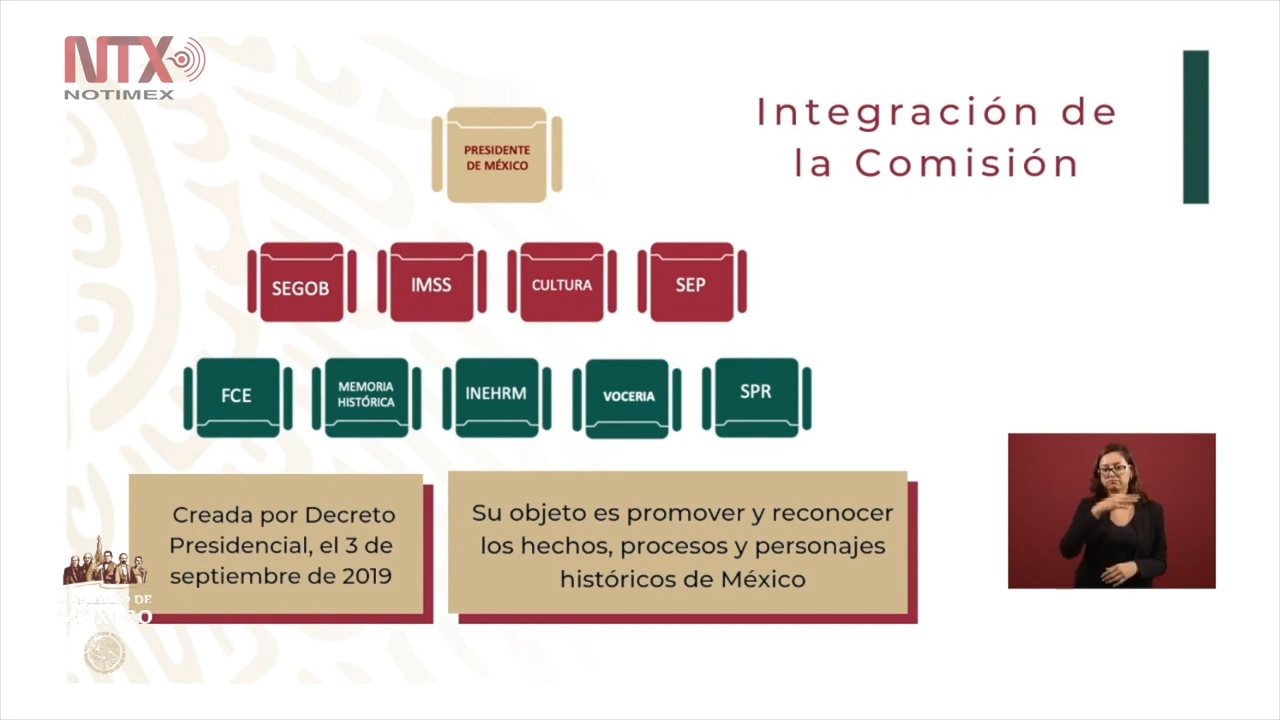 NTX
NOTIMEX
Integración de
la Comisión
PRESIDENTE
DE MÉXICO
SEGOB
IMSS
CULTURA
SEP
FCE
MEMORIA
HISTÓRICA
INEHRM
VOCERIA
SPR
Creada por Decreto
Presidencial, el 3 de
septiembre de 2019
Su objeto es promover y reconocer
los hechos, procesos y personajes
históricos de México